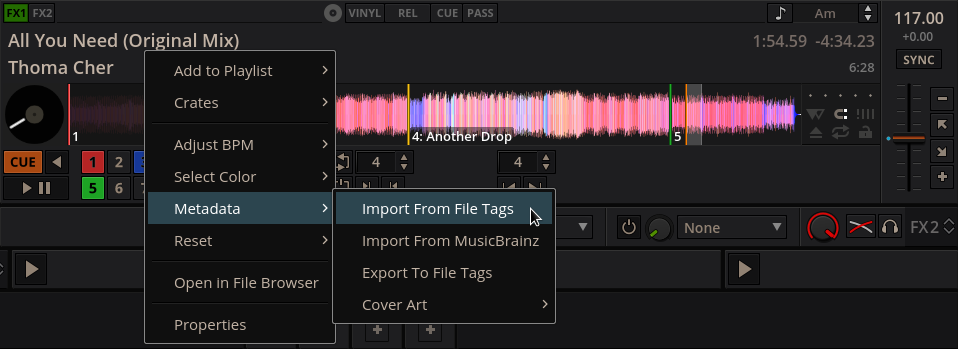 FX1 FX2 VINYL REL CUE PASS Am 117.00
+0.00
All You Need (Original Mix) 1:54.59 -4:34.23
SYNC
Thoma Cher 6:28
Add to Playlist
Crates
1 4: Another Drop 5
Adjust BPM
CUE 1 2 3 4 4
Select Color
5 6 7
Metadata Import From File Tags
None FX2
Reset Import From MusicBrainz
Open in File Browser Export To File Tags
Cover Art
Properties